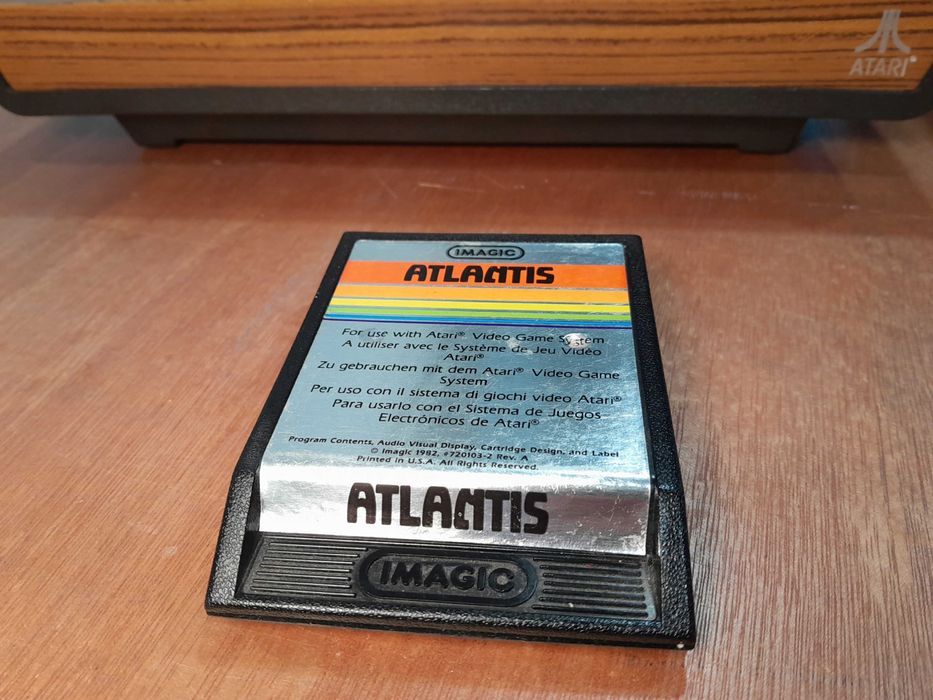 ATARI
IMAGIC
ATLANTIS
For use with Atari® Video Game System
A utiliser avec le Système de Jeu Vidéo
Atari®
Zu gebrauchen mit dem Atari® Video Game
System
Per uso con il sistema di giochi video Atari®
Para usarlo con el Sistema de Juegos
Electrónicos de Atari®
Program Contents, Audio Visual Display, Cartridge Design, and Label
© Imagic 1982, #720103-2 Rev. A
Printed in U.S.A. All Rights Reserved.
ATLANTIS
IMAGIC